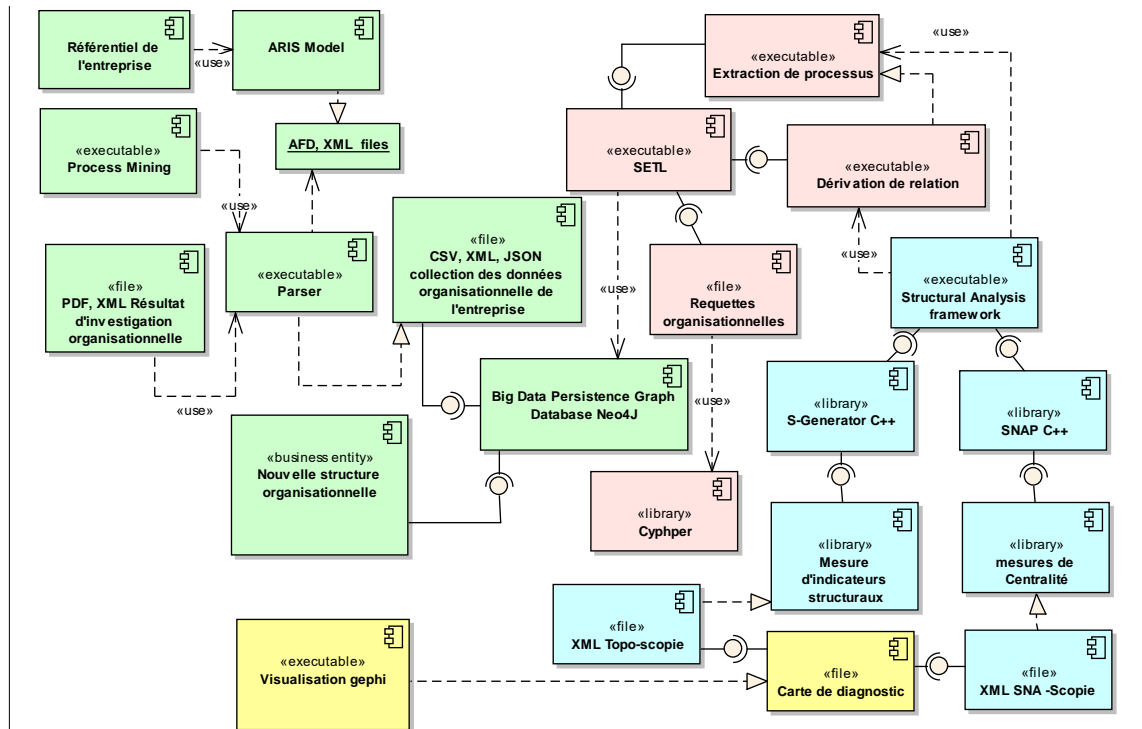 Référentiel de
l'entreprise
«use»
ARIS Model
«executable»
Extraction de processus
«use»
«executable»
Process Mining
AFD, XML files
«executable»
SETL
«executable»
Dérivation de relation
«use»
«file»
PDF, XML Résultat
d'investigation
organisationnelle
«executable»
Parser
«file»
CSV, XML, JSON
collection des données
organisationnelle de
l'entreprise
«use»
«file»
Requettes
organisationnelles
«use»
«executable»
Structural Analysis
framework
«use»
Big Data Persistence Graph
Database Neo4J
«use»
«library»
S-Generator C++
«library»
SNAP C++
«business entity»
Nouvelle structure
organisationnelle
«library»
Cyphper
«library»
Mesure
d'indicateurs
structuraux
«library»
mesures de
Centralité
«file»
XML Topo-scopie
«executable»
Visualisation gephi
«file»
Carte de diagnostic
«file»
XML SNA -Scopie